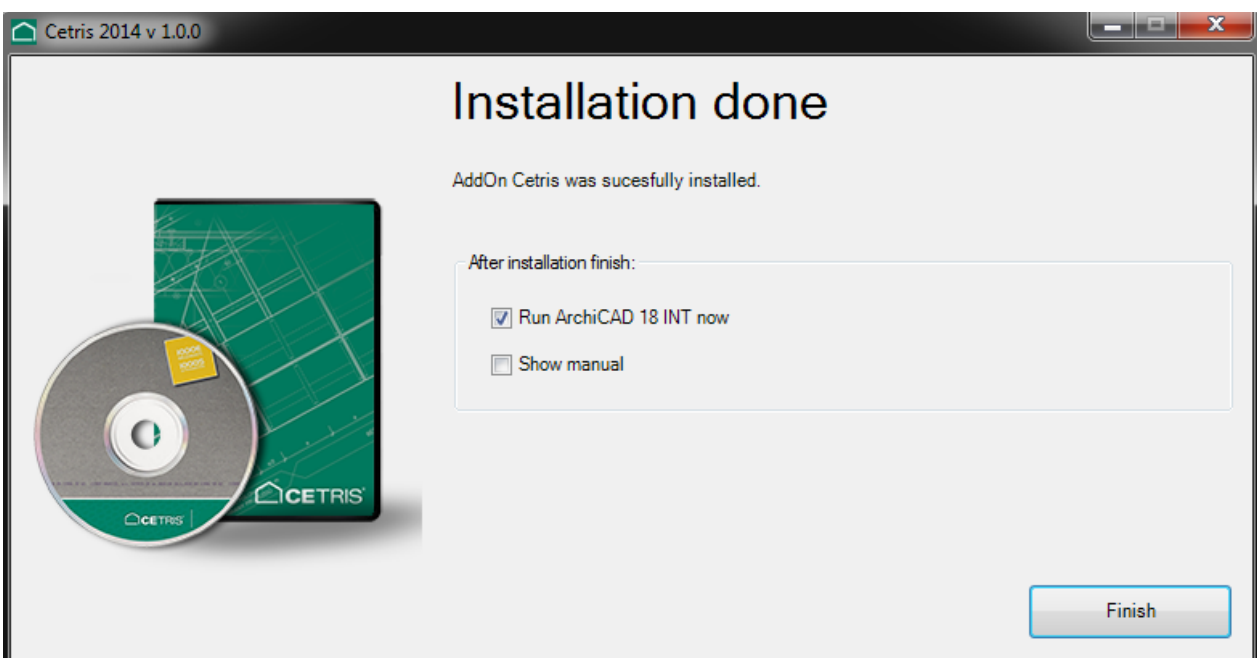 Cetris 2014 v 1.0.0
Installation done
AddOn Cetris was sucesfully installed.
After installation finish:
Run ArchiCAD 18 INT now
Show manual
CETRIS
CETRIS
Finish